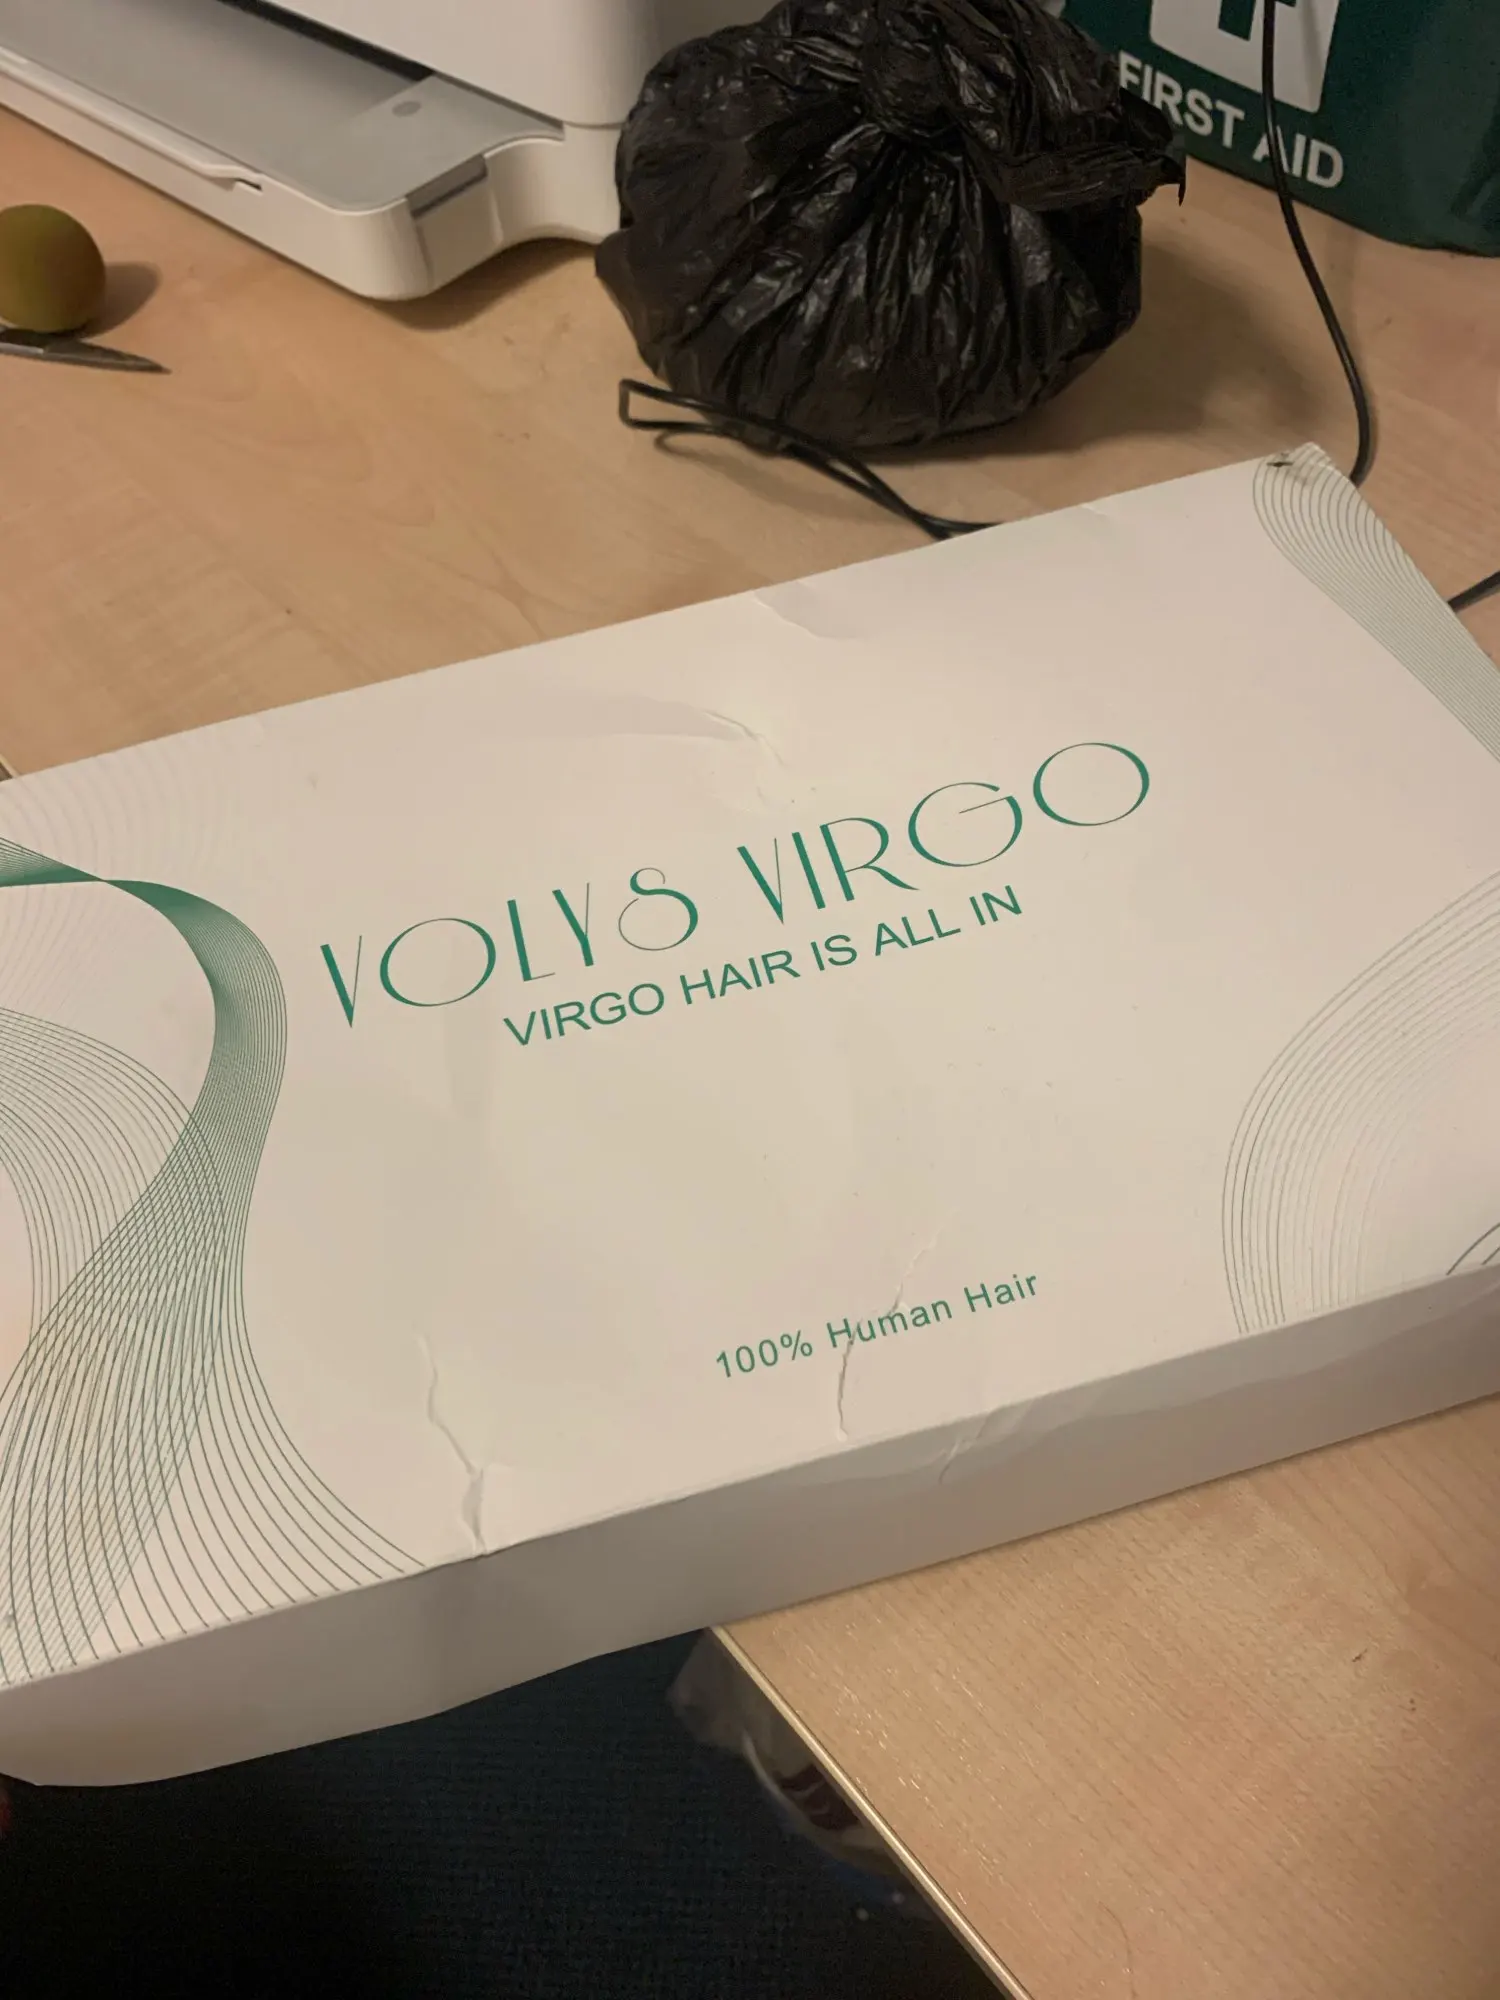 FIRST AID
VOLYS VIRGO
VIRGO HAIR IS ALL IN
100% Human Hair